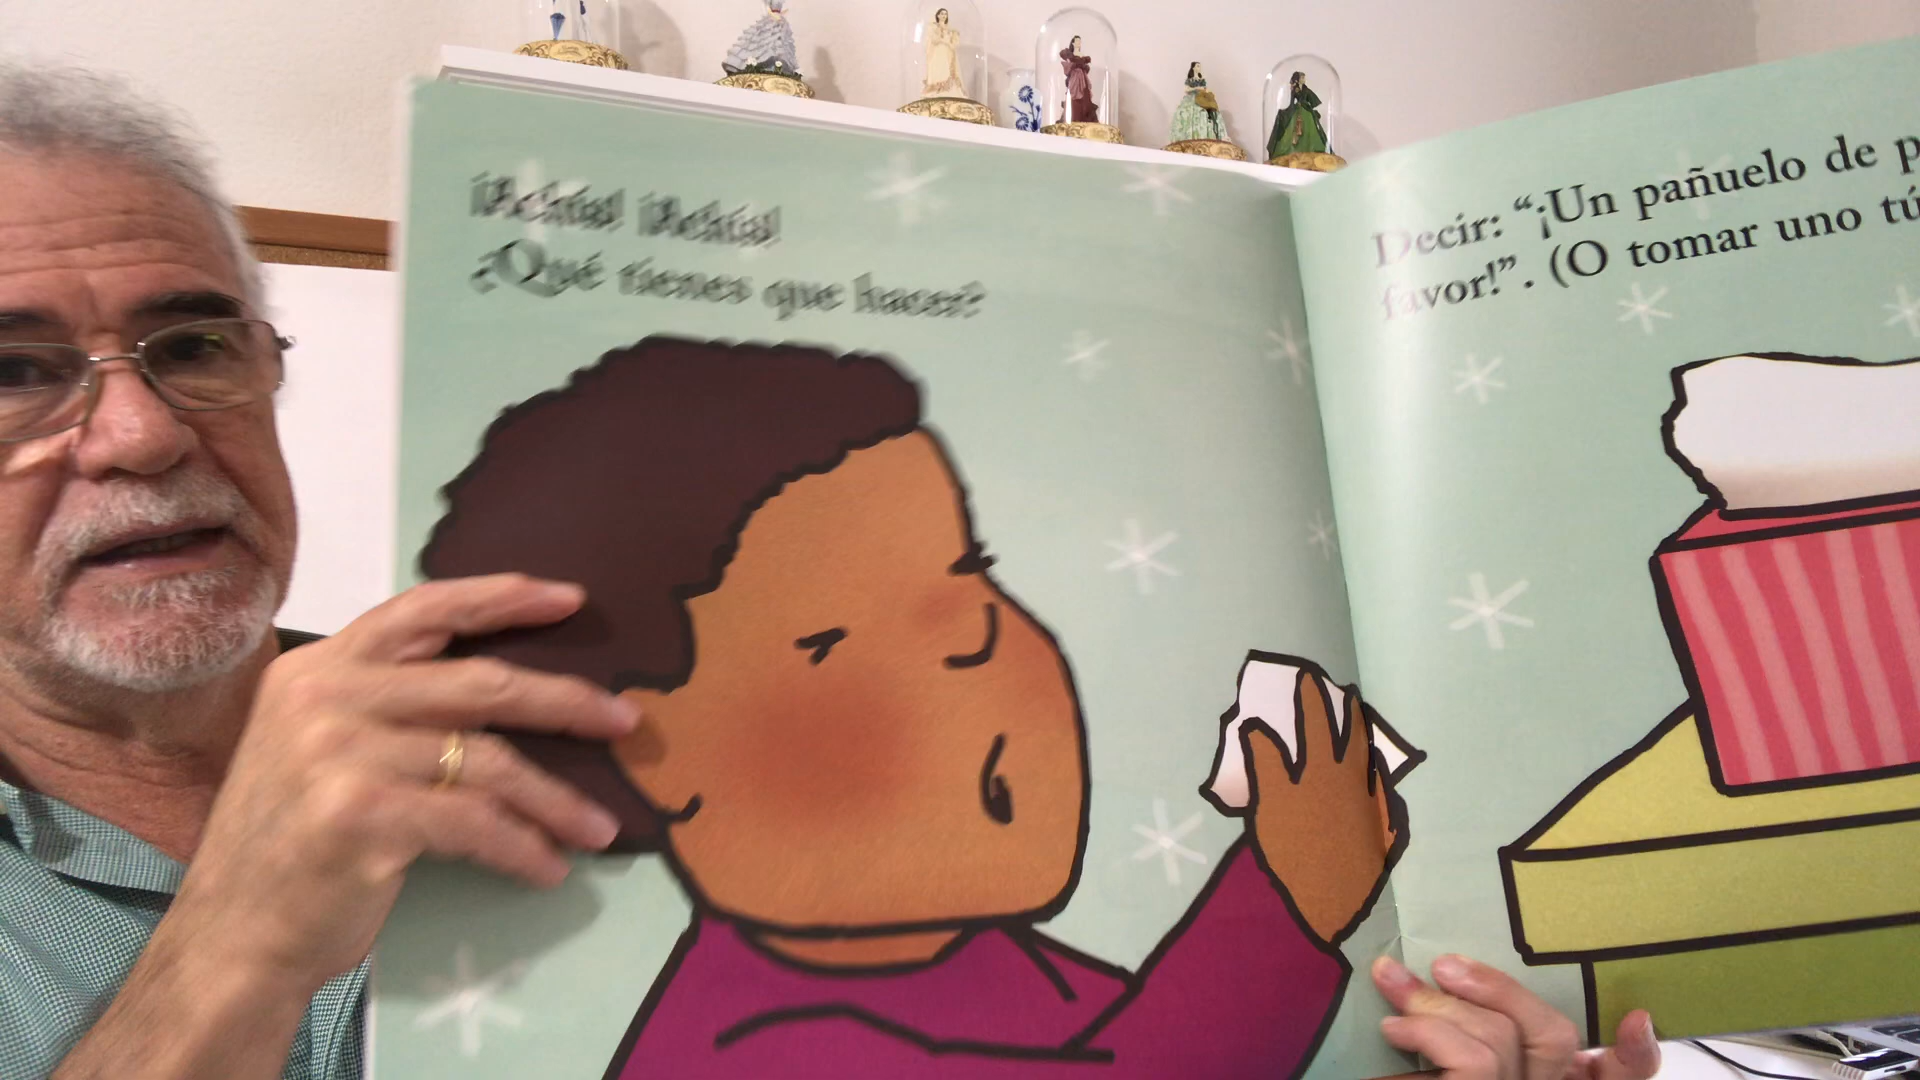 ¡Achís! ¡Achís!
¿Qué tienes que hacer?
Decir: “¡Un pañuelo de
favor!”. (O tomar uno tú